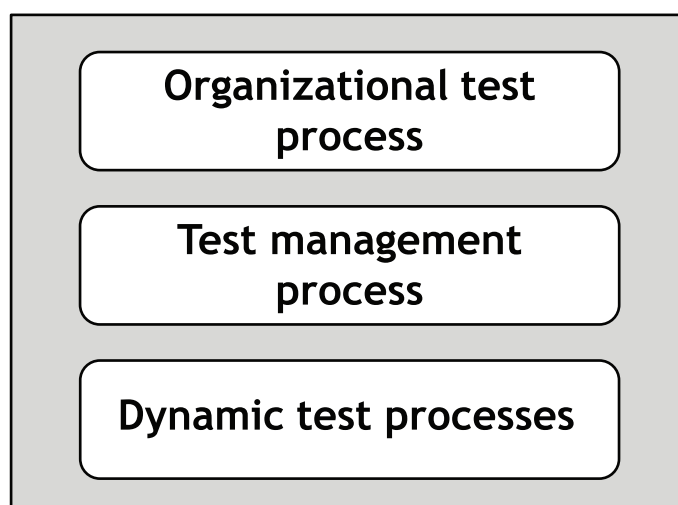 Organizational test
process
Test management
process
Dynamic test processes